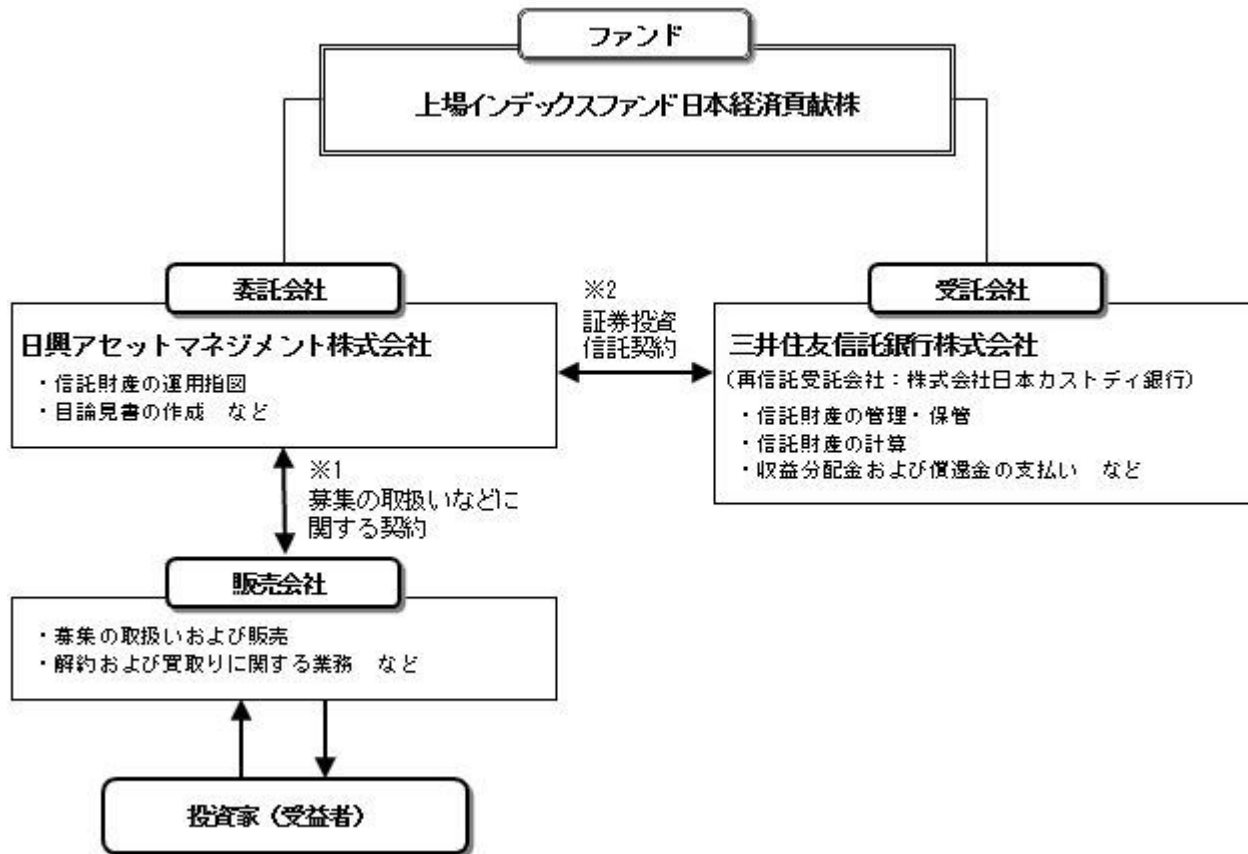 ファンド
上場インデックスファンド日本経済貢献株
委託会社
日興アセットマネジメント株式会社
・信託財産の運用指図
・目論見書の作成　など
※2
証券投資
信託契約
受託会社
三井住友信託銀行株式会社
(再信託受託会社：株式会社日本カストディ銀行)
・信託財産の管理・保管
・信託財産の計算
・収益分配金および償還金の支払い　など
※1
募集の取扱いなどに
関する契約
販売会社
・募集の取扱いおよび販売
・解約および買取りに関する業務　など
投資家（受益者）